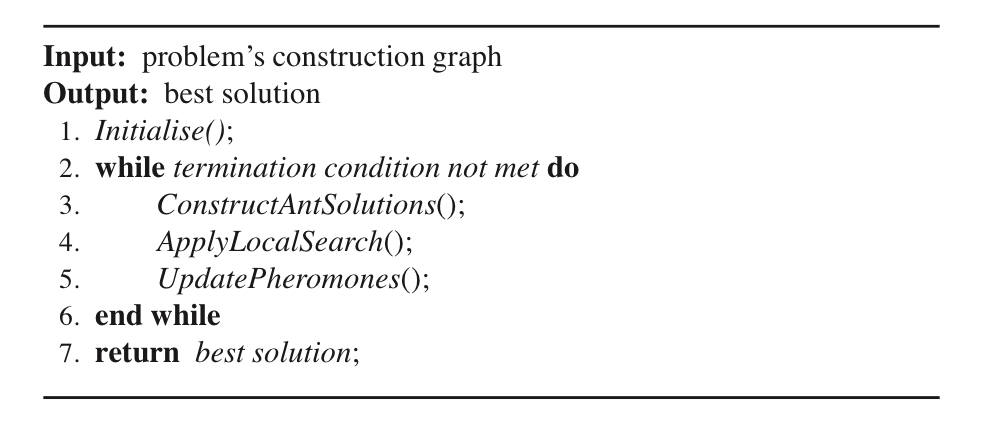 Input: problem's construction graph
Output: best solution
1. Initialise();
2. while termination condition not met do
3. ConstructAntSolutions();
4. ApplyLocalSearch();
5. UpdatePheromones();
6. end while
7. return best solution;